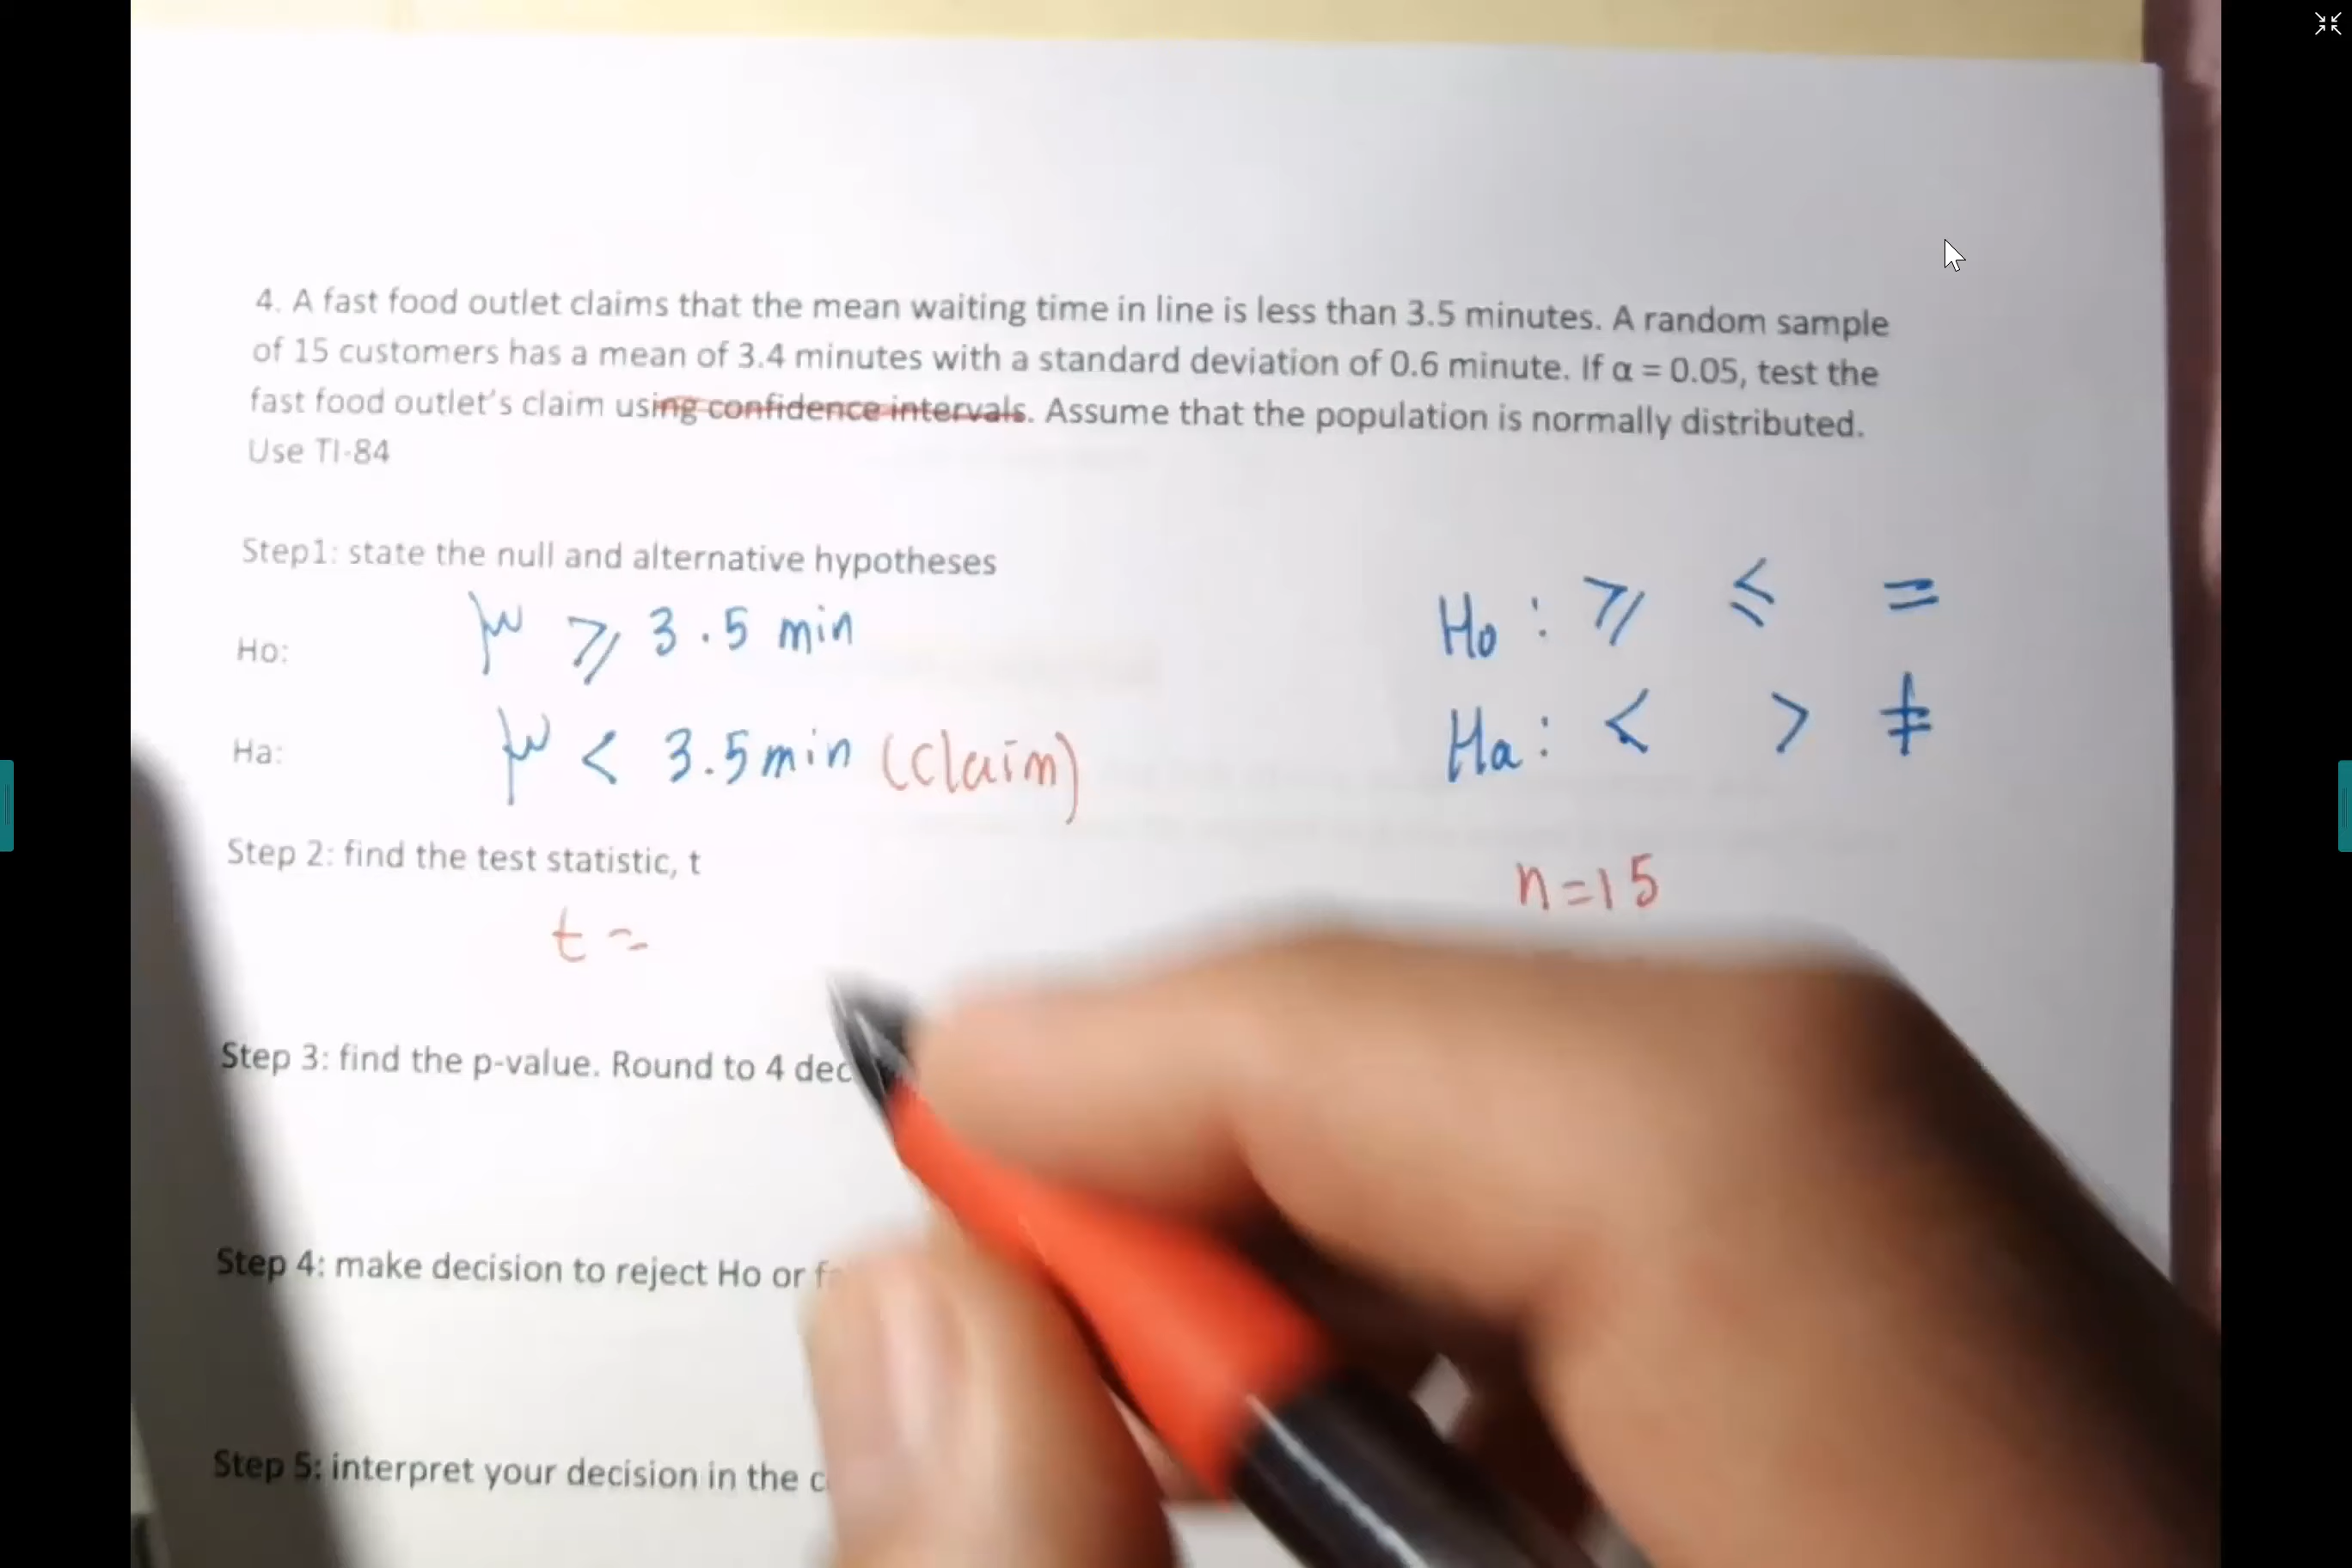 4. A fast food outlet claims that the mean waiting time in line is less than 3.5 minutes. A random sample
of 15 customers has a mean of 3.4 minutes with a standard deviation of 0.6 minute. If α = 0.05, test the
fast food outlet's claim using confidence intervals. Assume that the population is normally distributed.
Use TI-84
Step1: state the null and alternative hypotheses
Ho: μ ≥ 3.5 min
Ha: μ < 3.5 min (claim)
Ho: ≥ ≤ =
Ha: < > ≠
Step 2: find the test statistic, t
n=15
t =
Step 3: find the p-value. Round to 4 dec
Step 4: make decision to reject Ho or f
Step 5: interpret your decision in the c